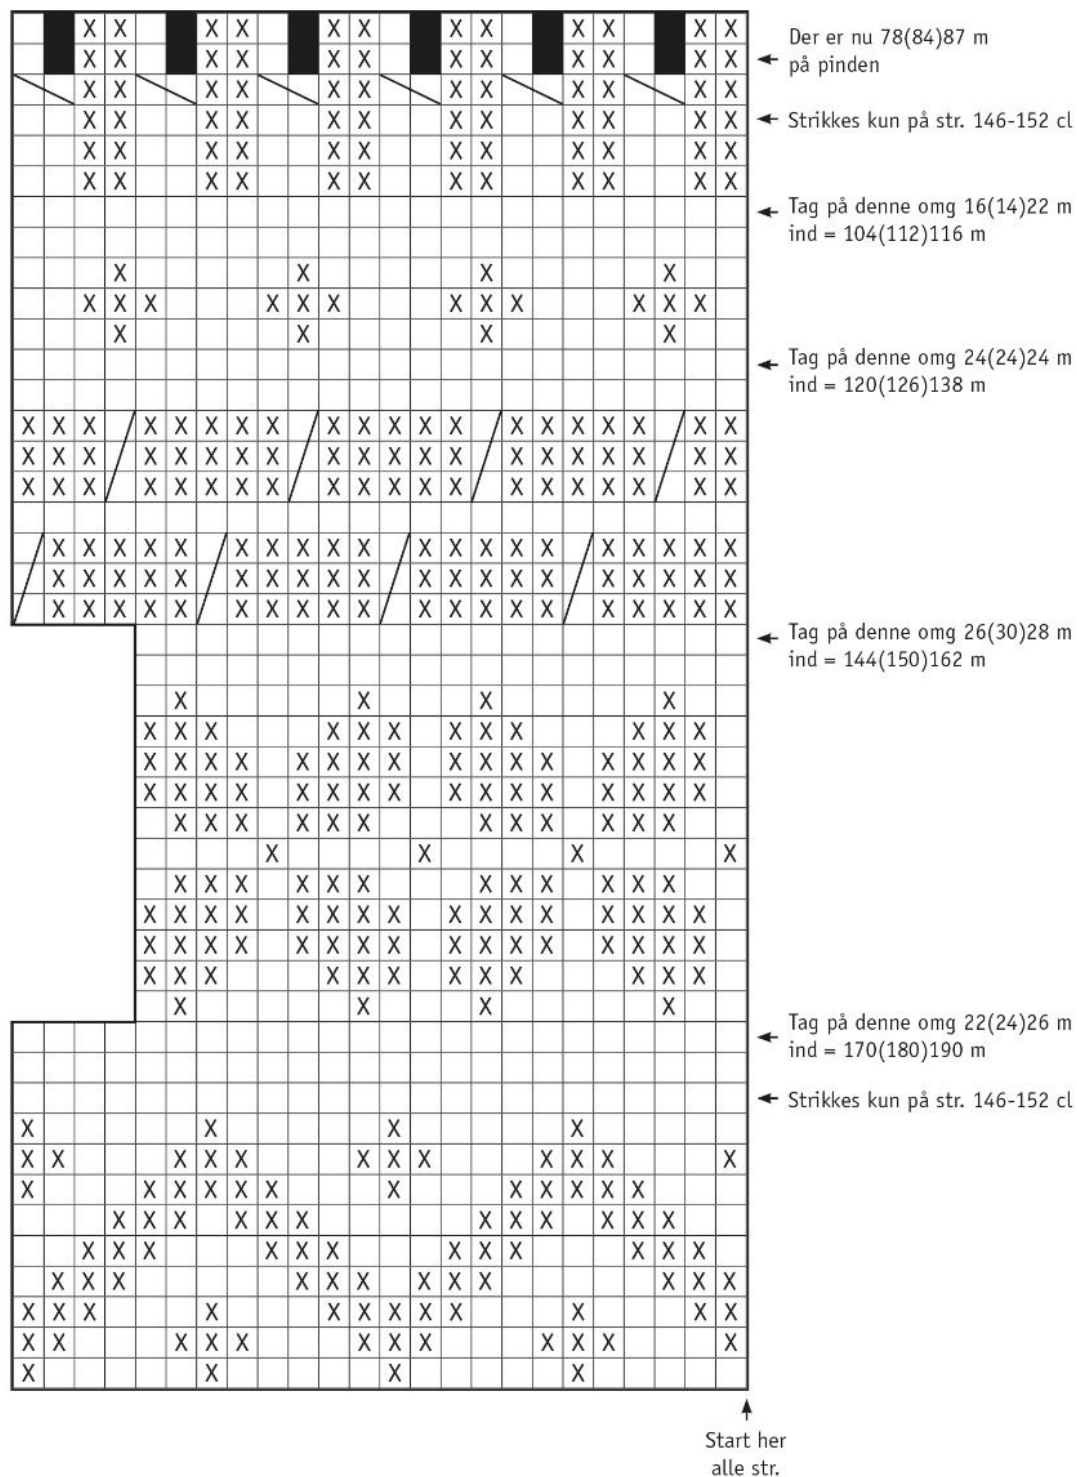 Der er nu 78(84)87 m
på pinden
Strikkes kun på str. 146-152 cl
Tag på denne omg 16(14)22 m
ind = 104(112)116 m
Tag på denne omg 24(24)24 m
ind = 120(126)138 m
Tag på denne omg 26(30)28 m
ind = 144(150)162 m
Tag på denne omg 22(24)26 m
ind = 170(180)190 m
Strikkes kun på str. 146-152 cl
Start her
alle str.